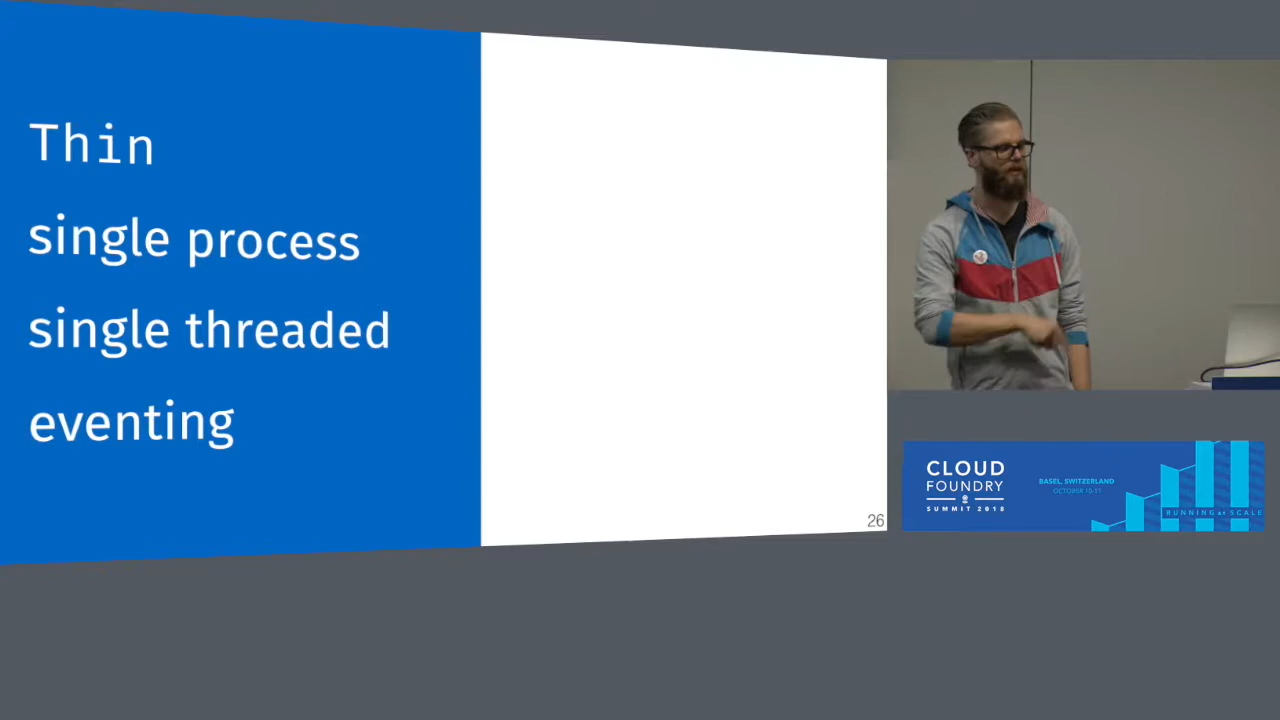 Thin
single process
single threaded
eventing
26
CLOUD
FOUNDRY
SUMMIT 2018
BASEL, SWITZERLAND
OCTOBER 10-11
RUNNING AT SCALE